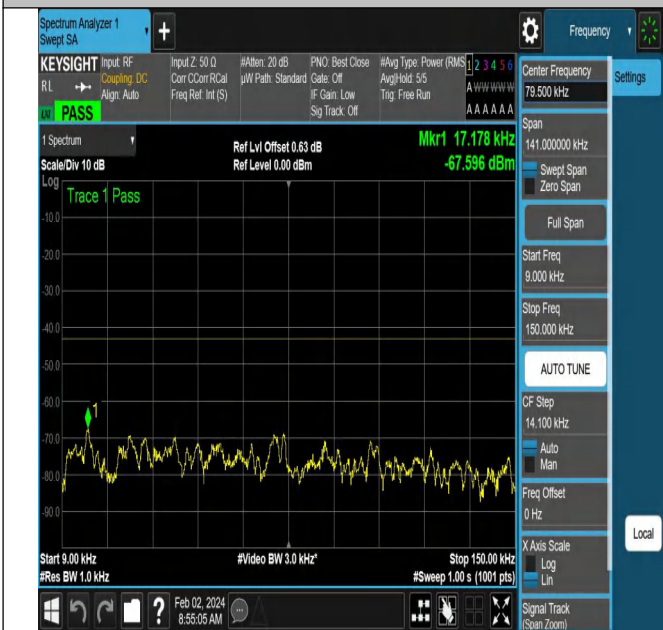 Spectrum Analyzer 1
Swept SA
+
Frequency
KEYSIGHT
RL
LXI
PASS
Input: RF
Coupling: DC
Align: Auto
Input Z: 50 Ω
Corr CCorr RCal
Freq Ref: Int (S)
#Atten: 20 dB
µW Path: Standard
PNO: Best Close
Gate: Off
IF Gain: Low
Sig Track: Off
#Avg Type: Power (RMS
Avg|Hold: 5/5
Trig: Free Run
1 2 3 4 5 6
A W W W W W
A A A A A A
1 Spectrum
Scale/Div 10 dB
Log
Ref Lvl Offset 0.63 dB
Ref Level 0.00 dBm
Mkr1 17.178 kHz
-67.596 dBm
Trace 1 Pass
-10.0
-20.0
-30.0
-40.0
-50.0
-60.0
-70.0
-80.0
-90.0
1
Start 9.00 kHz
#Res BW 1.0 kHz
#Video BW 3.0 kHz*
Stop 150.00 kHz
#Sweep 1.00 s (1001 pts)
?
Feb 02, 2024
8:55:05 AM
Center Frequency
79.500 kHz
Span
141.000000 kHz
Swept Span
Zero Span
Full Span
Start Freq
9.000 kHz
Stop Freq
150.000 kHz
AUTO TUNE
CF Step
14.100 kHz
Auto
Man
Freq Offset
0 Hz
X Axis Scale
Log
Lin
Signal Track
(Span Zoom)
Settings
Local